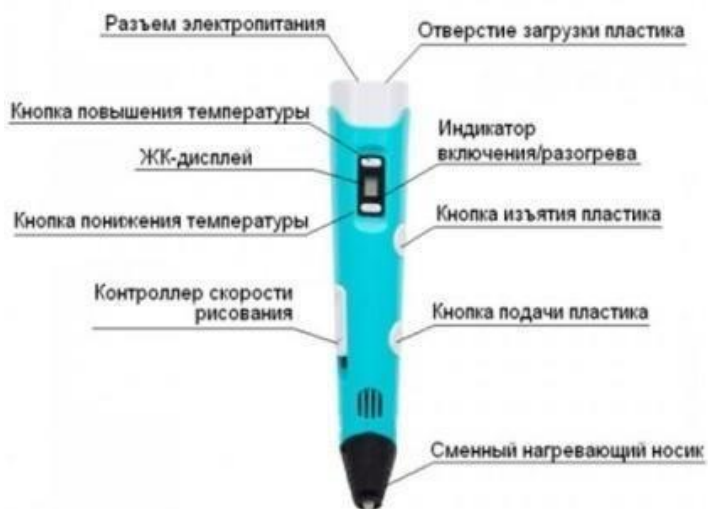 Разъем электропитания
Отверстие загрузки пластика
Кнопка повышения температуры
Индикатор
включения/разогрева
ЖК-дисплей
Кнопка понижения температуры
Кнопка изъятия пластика
Контроллер скорости
рисования
Кнопка подачи пластика
Сменный нагревающий носик